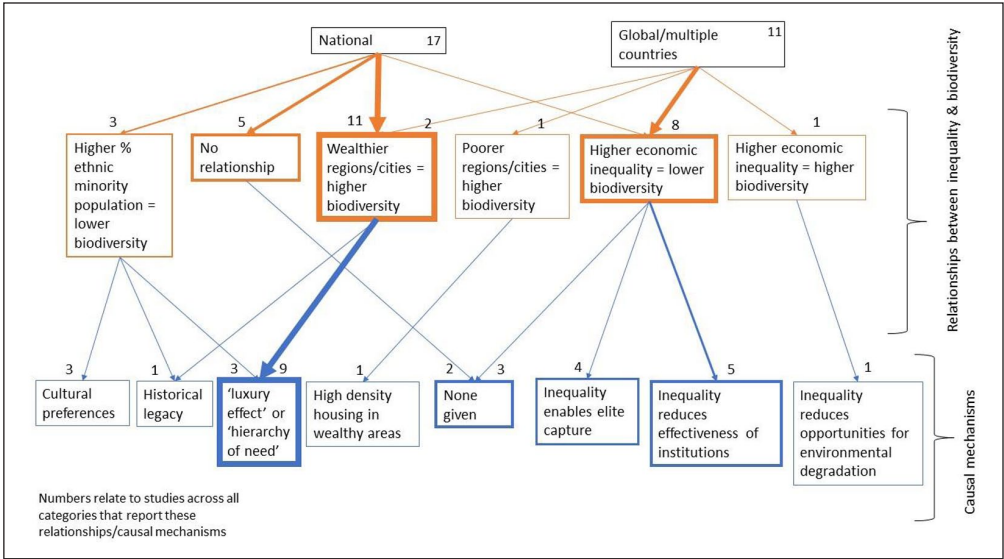 National 17
Global/multiple 11
countries
3
5
11
2
1
8
1
Higher %
ethnic
minority
population =
lower
biodiversity
No
relationship
Wealthier
regions/cities =
higher
biodiversity
Poorer
regions/cities =
higher
biodiversity
Higher economic
inequality = lower
biodiversity
Higher economic
inequality = higher
biodiversity
Relationships between inequality & biodiversity
3
1
3
9
1
2
3
4
5
1
Cultural
preferences
Historical
legacy
‘luxury
effect’ or
‘hierarchy
of need’
High density
housing in
wealthy areas
None
given
Inequality
enables elite
capture
Inequality
reduces
effectiveness of
institutions
Inequality
reduces
opportunities for
environmental
degradation
Causal mechanisms
Numbers relate to studies across all
categories that report these
relationships/causal mechanisms